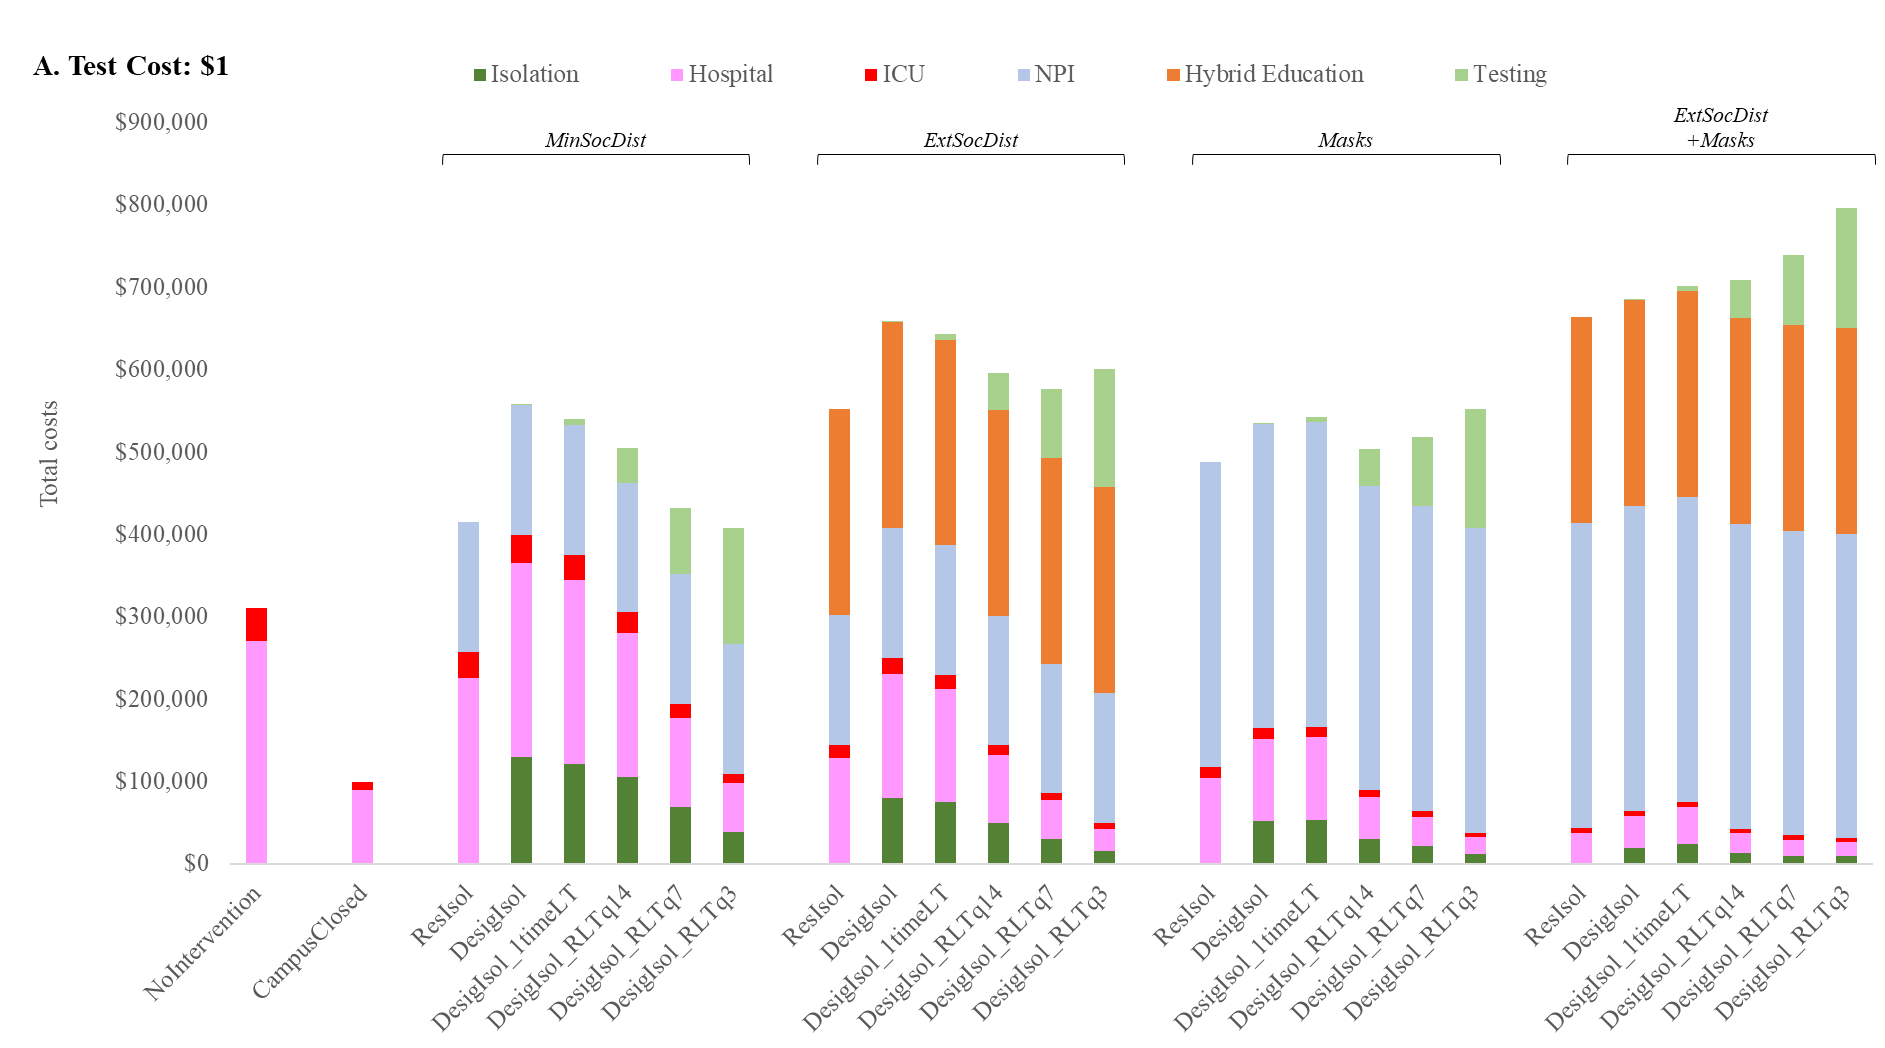 A. Test Cost: $1
Isolation
Hospital
ICU
NPI
Hybrid Education
Testing
$900,000
$800,000
$700,000
$600,000
$500,000
$400,000
$300,000
$200,000
$100,000
$0
Total costs
MinSocDist
ExtSocDist
Masks
ExtSocDist
+Masks
NoIntervention
CampusClosed
ResIsol
DesigIsol
DesigIsol_1timeLT
DesigIsol_RLTq14
DesigIsol_RLTq7
DesigIsol_RLTq3
ResIsol
DesigIsol
DesigIsol_1timeLT
DesigIsol_RLTq14
DesigIsol_RLTq7
DesigIsol_RLTq3
ResIsol
DesigIsol
DesigIsol_1timeLT
DesigIsol_RLTq14
DesigIsol_RLTq7
DesigIsol_RLTq3
ResIsol
DesigIsol
DesigIsol_1timeLT
DesigIsol_RLTq14
DesigIsol_RLTq7
DesigIsol_RLTq3